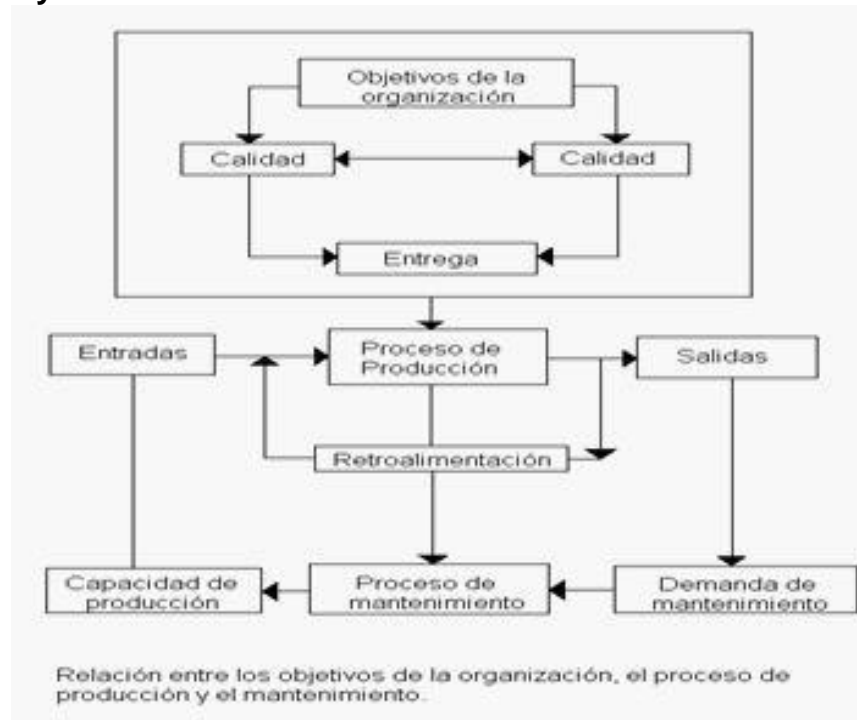 Objetivos de la
organización
Calidad
Calidad
Entrega
Entradas
Proceso de
Producción
Salidas
Retroalimentación
Capacidad de
producción
Proceso de
mantenimiento
Demanda de
mantenimiento
Relación entre los objetivos de la organización, el proceso de
producción y el mantenimiento.